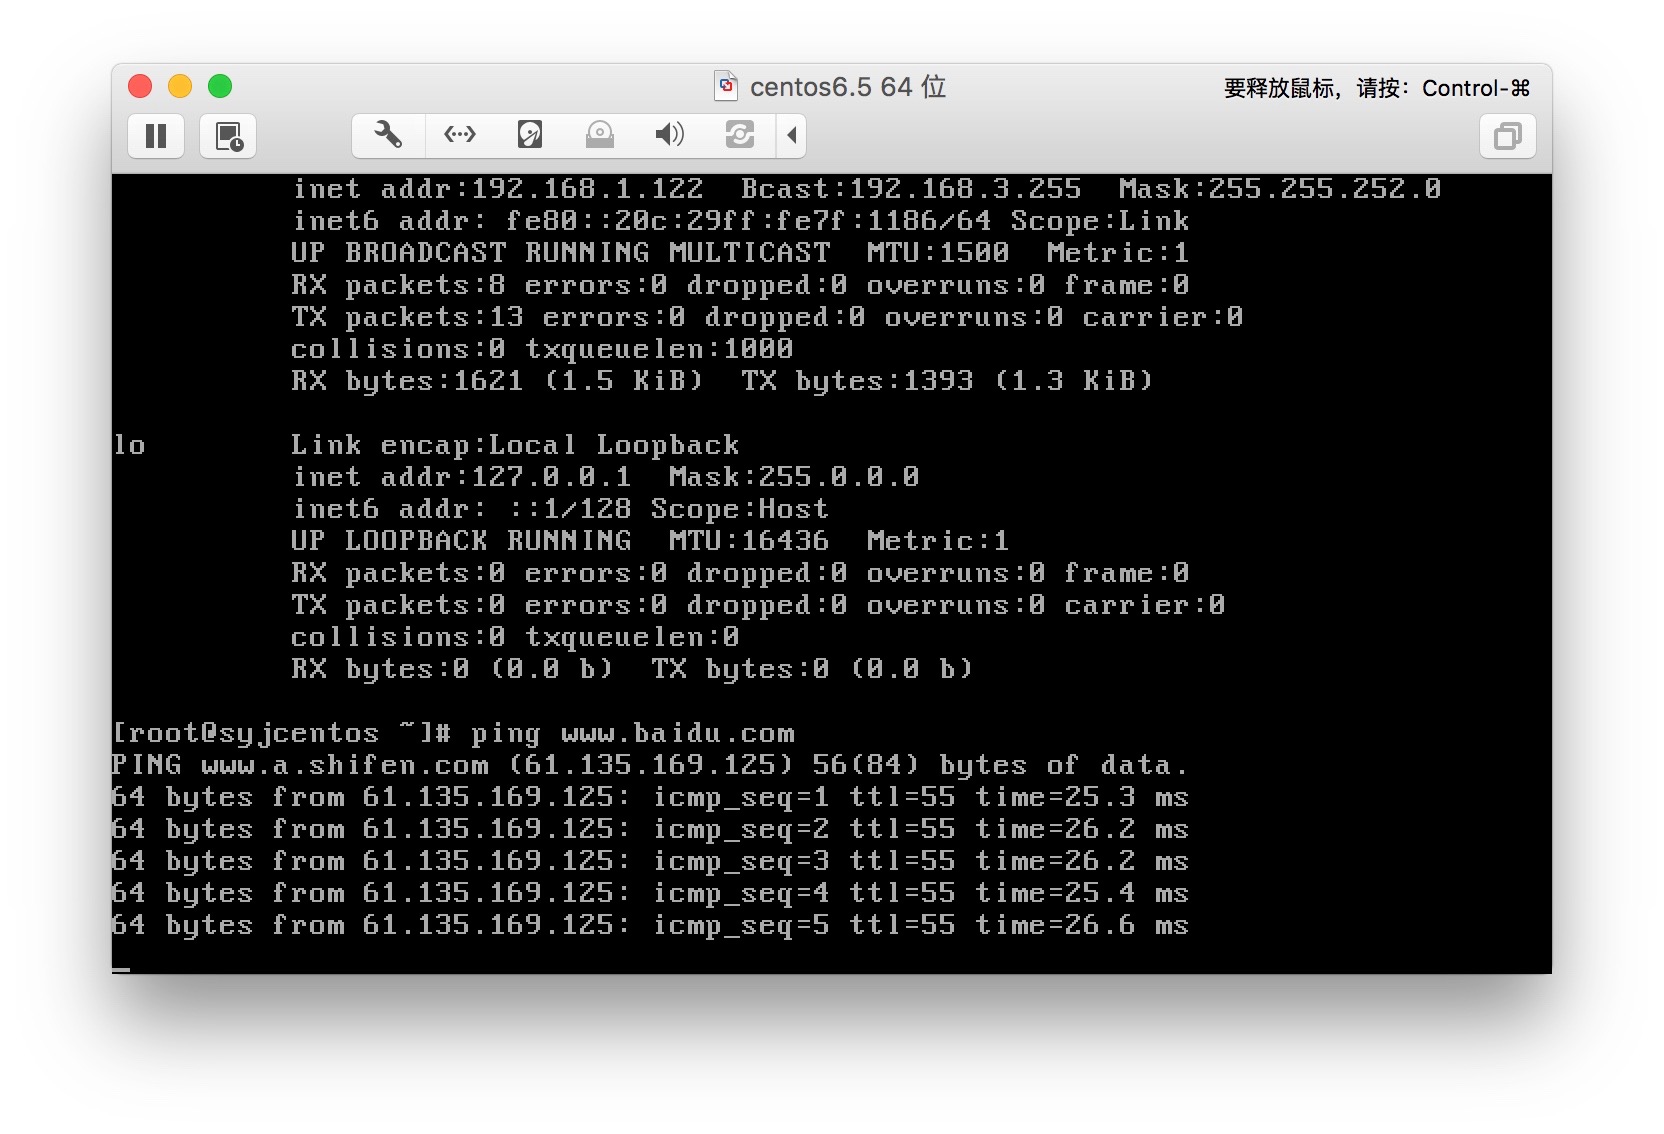 centos6.5 64 位
要释放鼠标，请按：Control-⌘
inet addr:192.168.1.122  Bcast:192.168.3.255  Mask:255.255.252.0
inet6 addr: fe80::20c:29ff:fe7f:1186/64 Scope:Link
UP BROADCAST RUNNING MULTICAST  MTU:1500  Metric:1
RX packets:8 errors:0 dropped:0 overruns:0 frame:0
TX packets:13 errors:0 dropped:0 overruns:0 carrier:0
collisions:0 txqueuelen:1000
RX bytes:1621 (1.5 KiB)  TX bytes:1393 (1.3 KiB)
lo        Link encap:Local Loopback
inet addr:127.0.0.1  Mask:255.0.0.0
inet6 addr: ::1/128 Scope:Host
UP LOOPBACK RUNNING  MTU:16436  Metric:1
RX packets:0 errors:0 dropped:0 overruns:0 frame:0
TX packets:0 errors:0 dropped:0 overruns:0 carrier:0
collisions:0 txqueuelen:0
RX bytes:0 (0.0 b)  TX bytes:0 (0.0 b)
[root@syjcentos ~]# ping www.baidu.com
PING www.a.shifen.com (61.135.169.125) 56(84) bytes of data.
64 bytes from 61.135.169.125: icmp_seq=1 ttl=55 time=25.3 ms
64 bytes from 61.135.169.125: icmp_seq=2 ttl=55 time=26.2 ms
64 bytes from 61.135.169.125: icmp_seq=3 ttl=55 time=26.2 ms
64 bytes from 61.135.169.125: icmp_seq=4 ttl=55 time=25.4 ms
64 bytes from 61.135.169.125: icmp_seq=5 ttl=55 time=26.6 ms